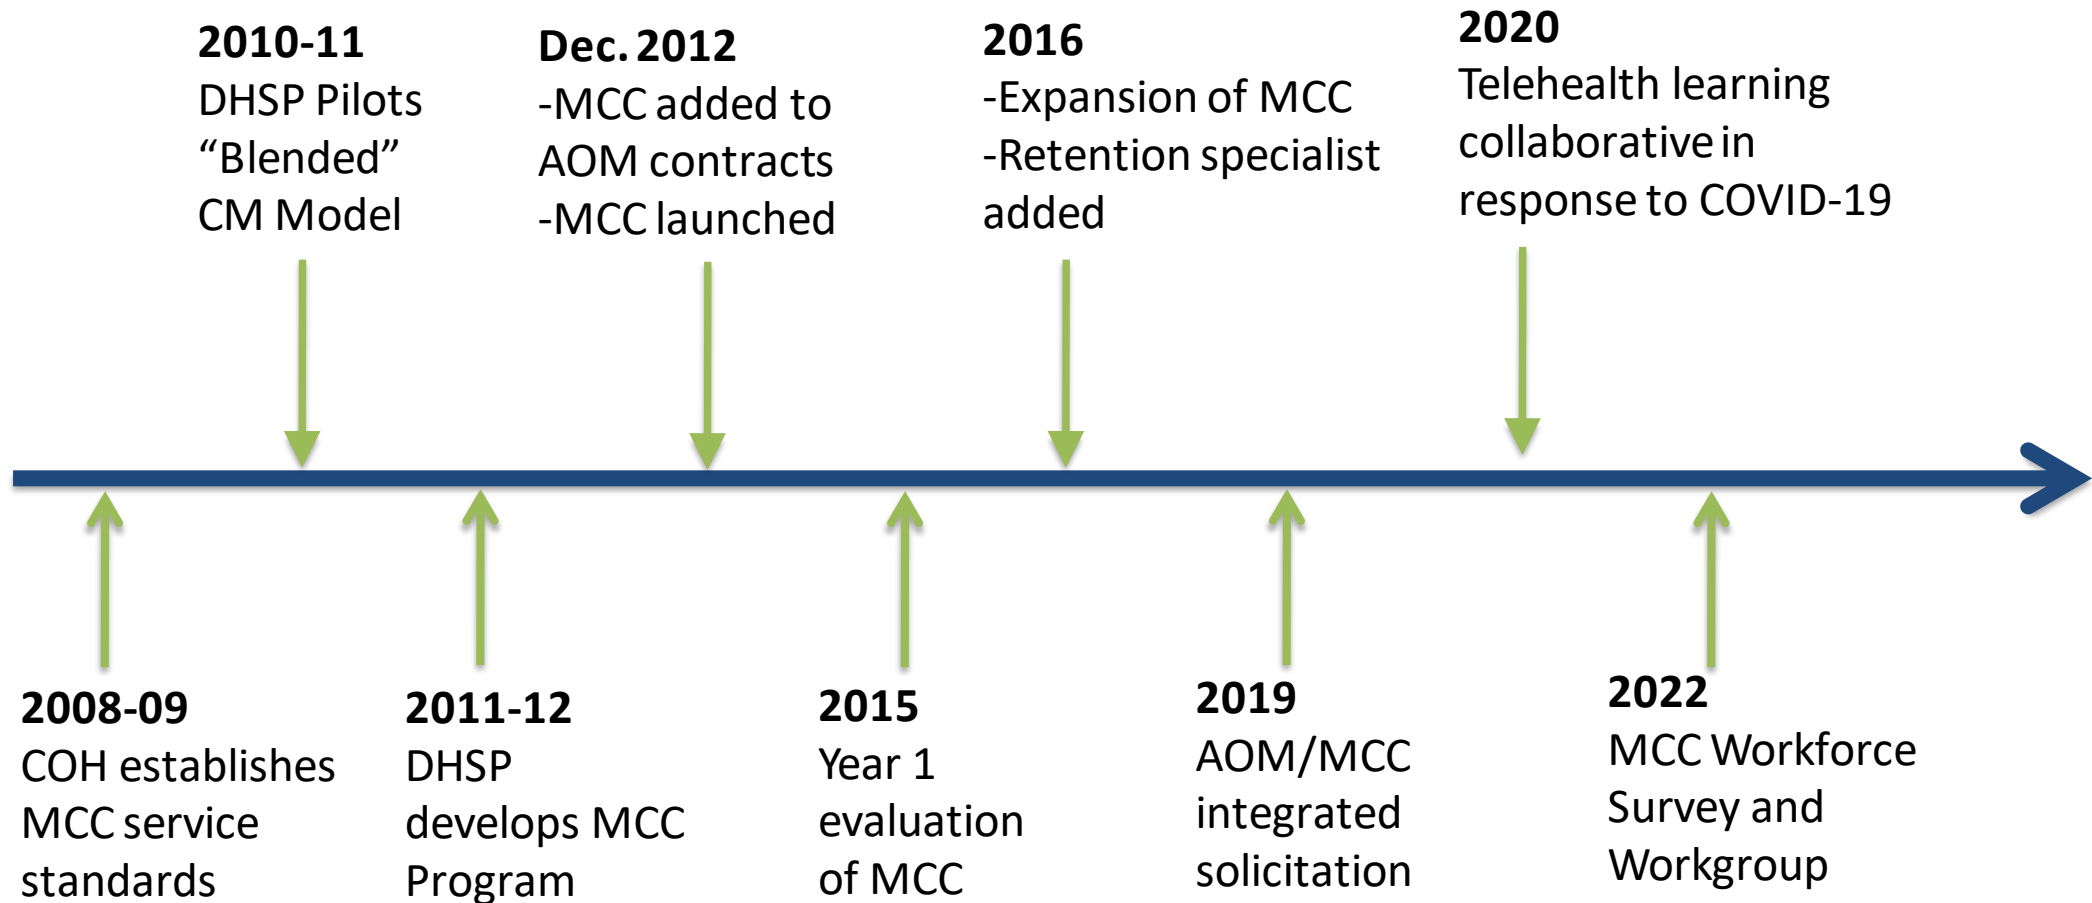 2010-11
DHSP Pilots
“Blended”
CM Model
Dec. 2012
-MCC added to
AOM contracts
-MCC launched
2016
-Expansion of MCC
-Retention specialist
added
2020
Telehealth learning
collaborative in
response to COVID-19
2008-09
COH establishes
MCC service
standards
2011-12
DHSP
develops MCC
Program
2015
Year 1
evaluation
of MCC
2019
AOM/MCC
integrated
solicitation
2022
MCC Workforce
Survey and
Workgroup